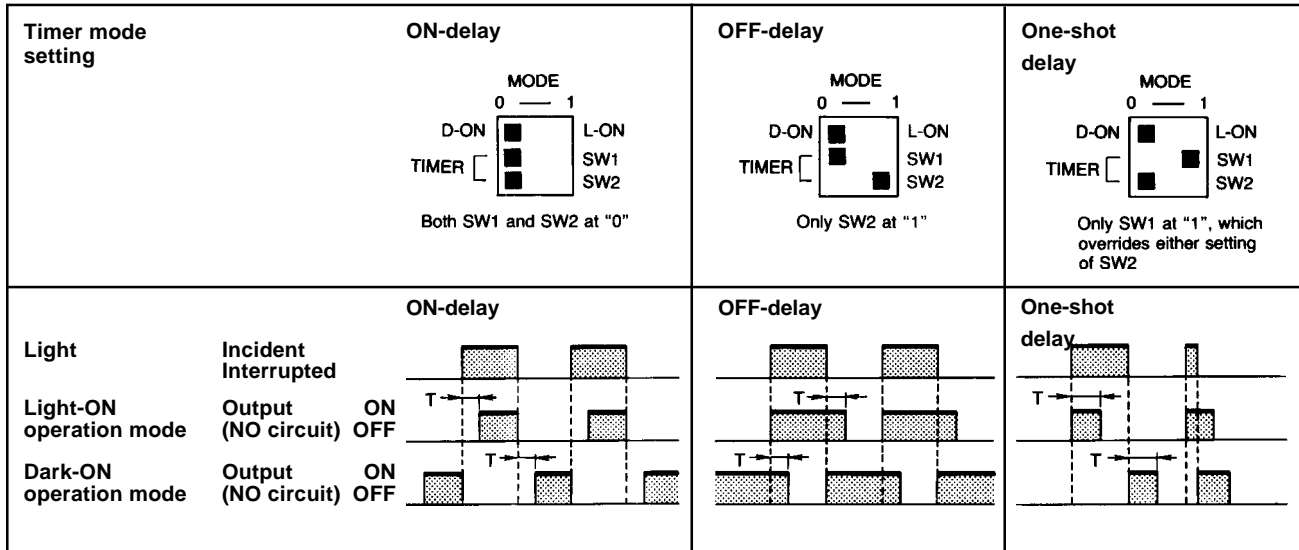 Timer mode
setting
ON-delay
MODE
0 — 1
D-ON L-ON
TIMER SW1
SW2
Both SW1 and SW2 at “0”
OFF-delay
MODE
0 — 1
D-ON L-ON
TIMER SW1
SW2
Only SW2 at “1”
One-shot
delay
MODE
0 — 1
D-ON L-ON
TIMER SW1
SW2
Only SW1 at “1”, which
overrides either setting
of SW2
ON-delay
OFF-delay
One-shot
delay
Light Incident
Interrupted
Light-ON Output ON
operation mode (NO circuit) OFF
T T T
Dark-ON Output ON
operation mode (NO circuit) OFF
T T T